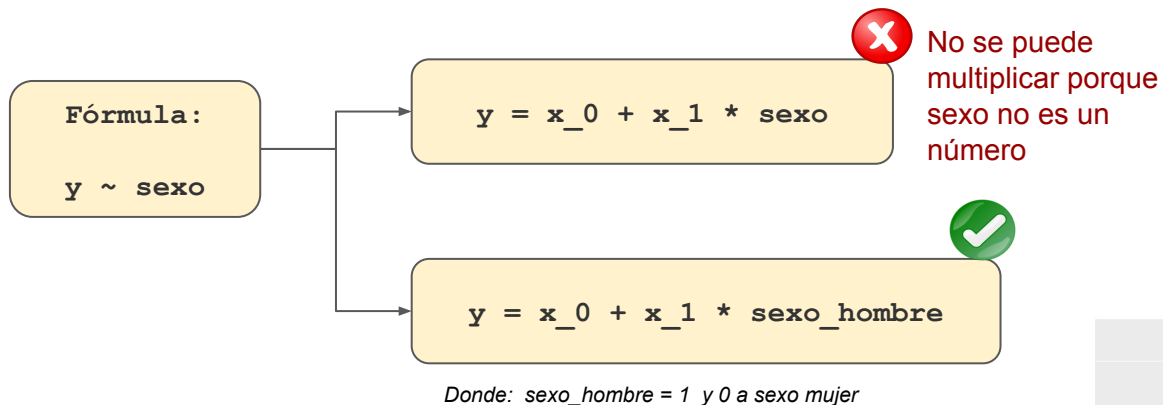 Fórmula:
y ~ sexo
y = x_0 + x_1 * sexo
No se puede
multiplicar porque
sexo no es un
número
y = x_0 + x_1 * sexo_hombre
Donde: sexo_hombre = 1 y 0 a sexo mujer